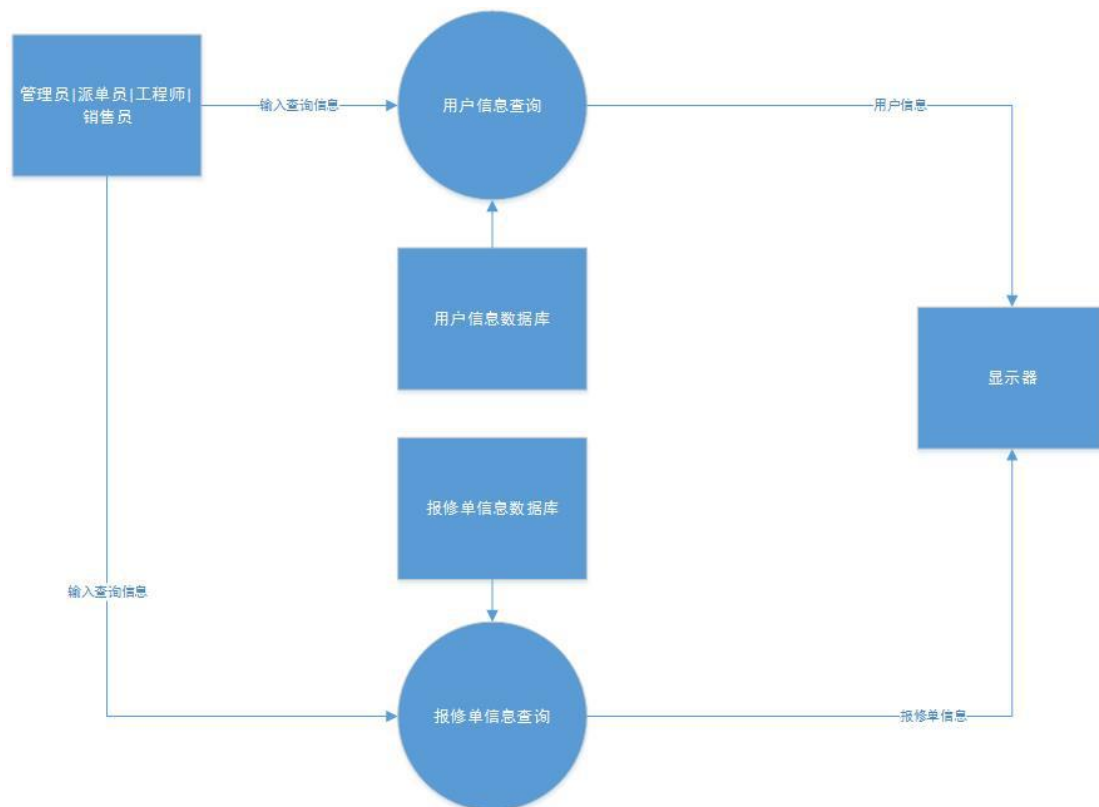 管理员|派单员|工程师|
销售员
输入查询信息
用户信息查询
用户信息
用户信息数据库
显示器
报修单信息数据库
输入查询信息
报修单信息查询
报修单信息